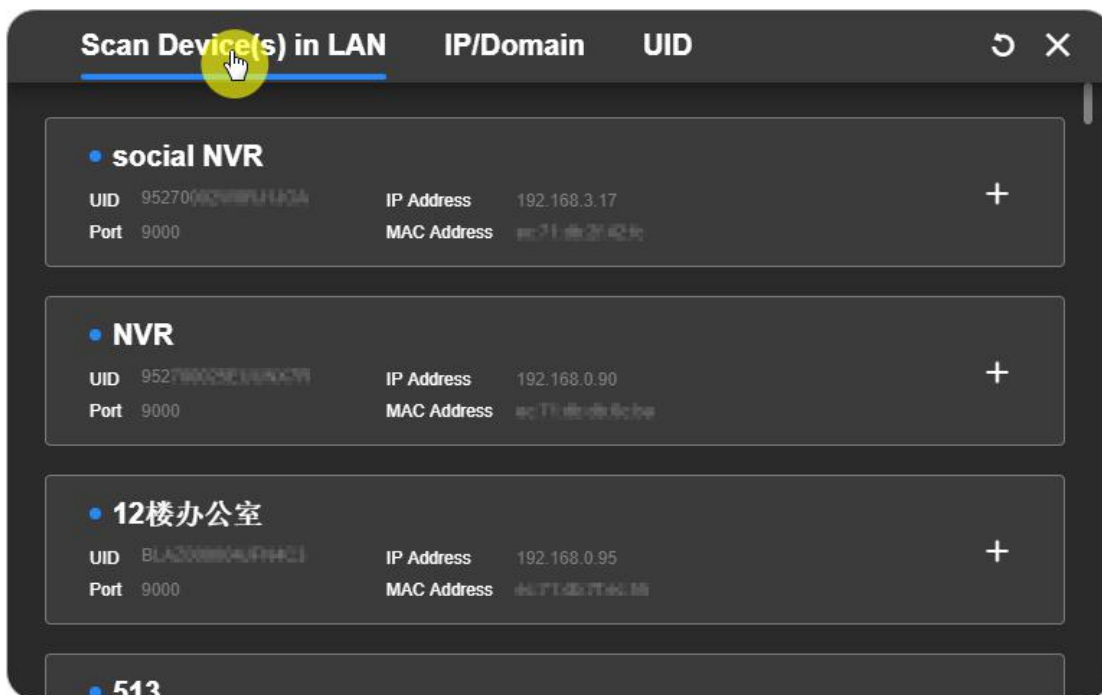 Scan Device(s) in LAN IP/Domain UID
social NVR
UID 95270 IP Address 192.168.3.17
Port 9000 MAC Address
NVR
UID 952 IP Address 192.168.0.90
Port 9000 MAC Address
12楼办公室
UID IP Address 192.168.0.95
Port 9000 MAC Address
513